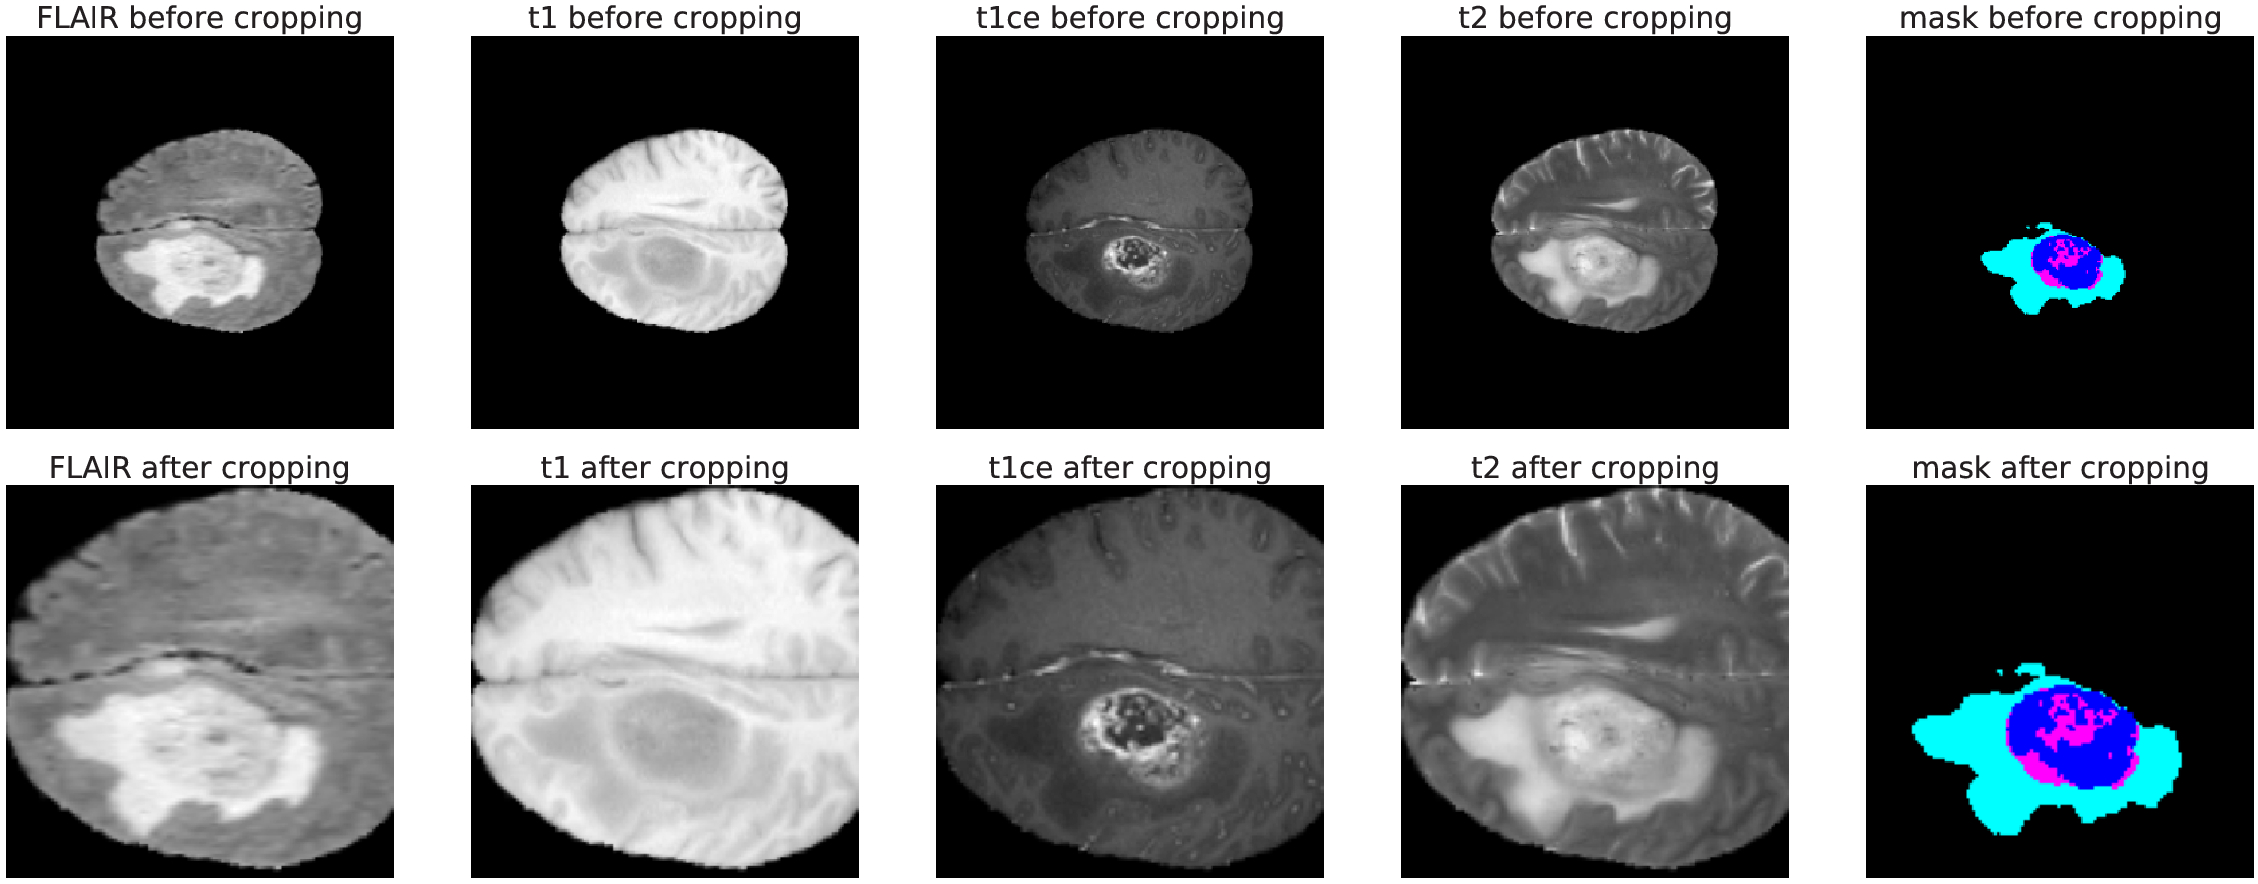 FLAIR before cropping
t1 before cropping
t1ce before cropping
t2 before cropping
mask before cropping
FLAIR after cropping
t1 after cropping
t1ce after cropping
t2 after cropping
mask after cropping